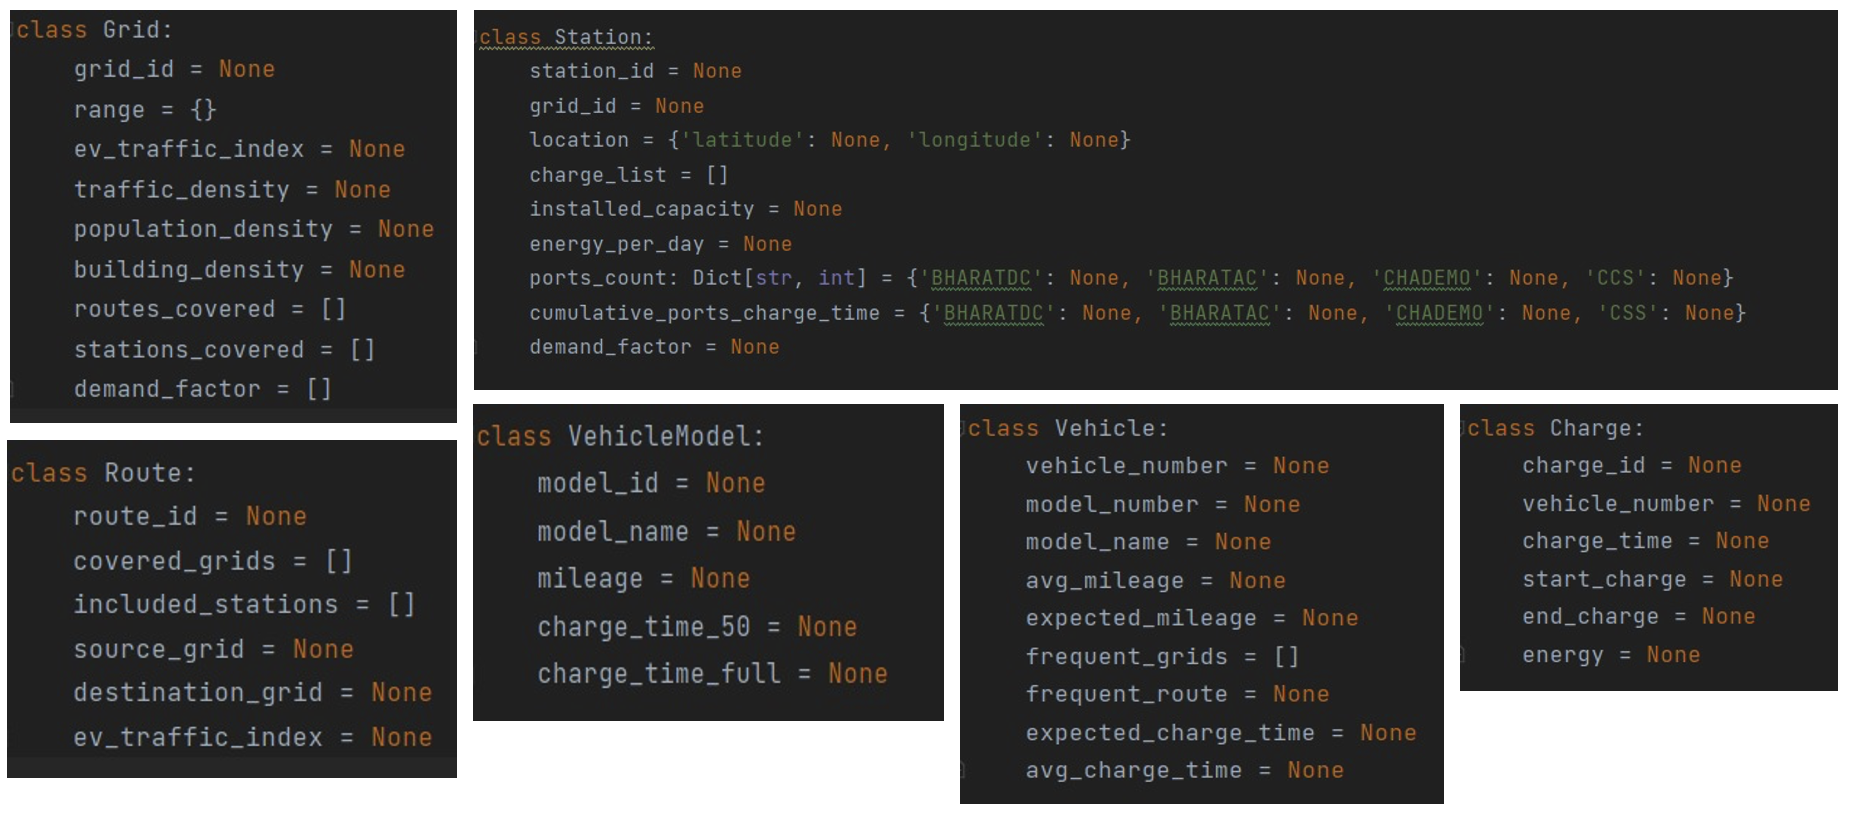 class Grid:
    grid_id = None
    range = {}
    ev_traffic_index = None
    traffic_density = None
    population_density = None
    building_density = None
    routes_covered = []
    stations_covered = []
    demand_factor = []
class Station:
    station_id = None
    grid_id = None
    location = {'latitude': None, 'longitude': None}
    charge_list = []
    installed_capacity = None
    energy_per_day = None
    ports_count: Dict[str, int] = {'BHARATDC': None, 'BHARATAC': None, 'CHADEMO': None, 'CCS': None}
    cumulative_ports_charge_time = {'BHARATDC': None, 'BHARATAC': None, 'CHADEMO': None, 'CSS': None}
    demand_factor = None
class Route:
    route_id = None
    covered_grids = []
    included_stations = []
    source_grid = None
    destination_grid = None
    ev_traffic_index = None
class VehicleModel:
    model_id = None
    model_name = None
    mileage = None
    charge_time_50 = None
    charge_time_full = None
class Vehicle:
    vehicle_number = None
    model_number = None
    model_name = None
    avg_mileage = None
    expected_mileage = None
    frequent_grids = []
    frequent_route = None
    expected_charge_time = None
    avg_charge_time = None
class Charge:
    charge_id = None
    vehicle_number = None
    charge_time = None
    start_charge = None
    end_charge = None
    energy = None